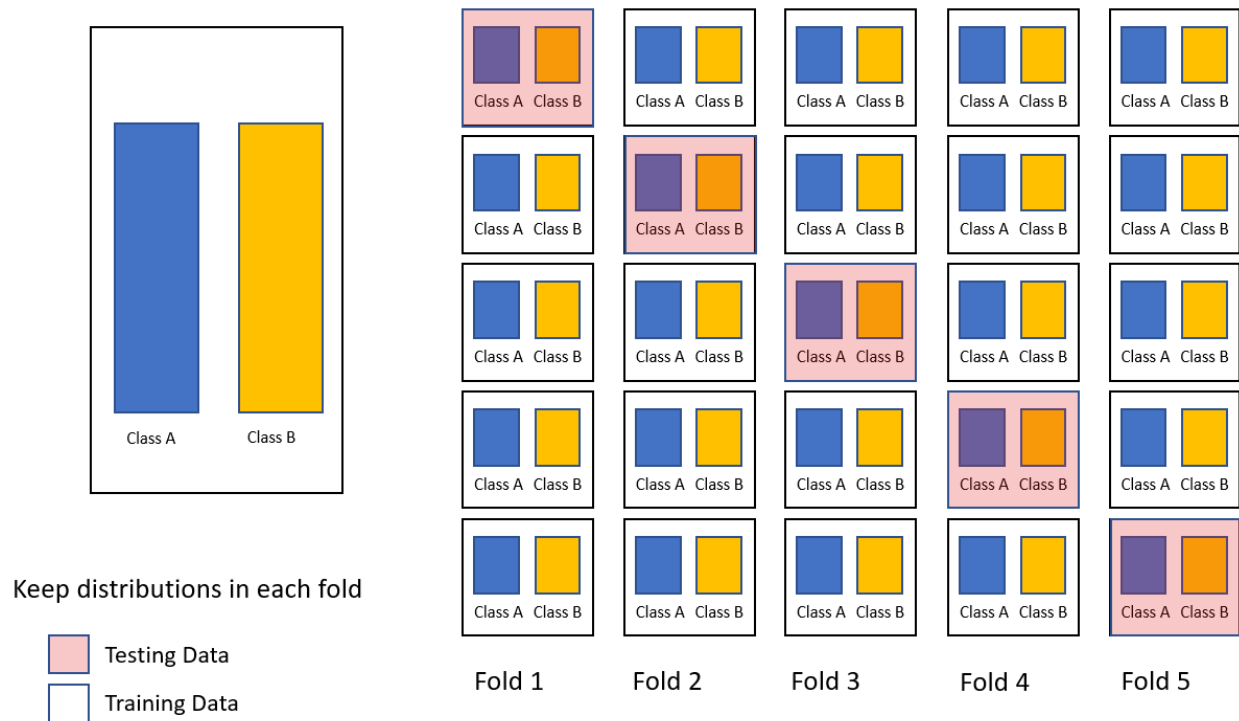 Class A Class B
Class A Class B Class A Class B Class A Class B Class A Class B Class A Class B
Class A Class B Class A Class B Class A Class B Class A Class B Class A Class B
Class A Class B Class A Class B Class A Class B Class A Class B Class A Class B
Class A Class B Class A Class B Class A Class B Class A Class B Class A Class B
Class A Class B Class A Class B Class A Class B Class A Class B Class A Class B
Fold 1 Fold 2 Fold 3 Fold 4 Fold 5
Keep distributions in each fold
Testing Data
Training Data